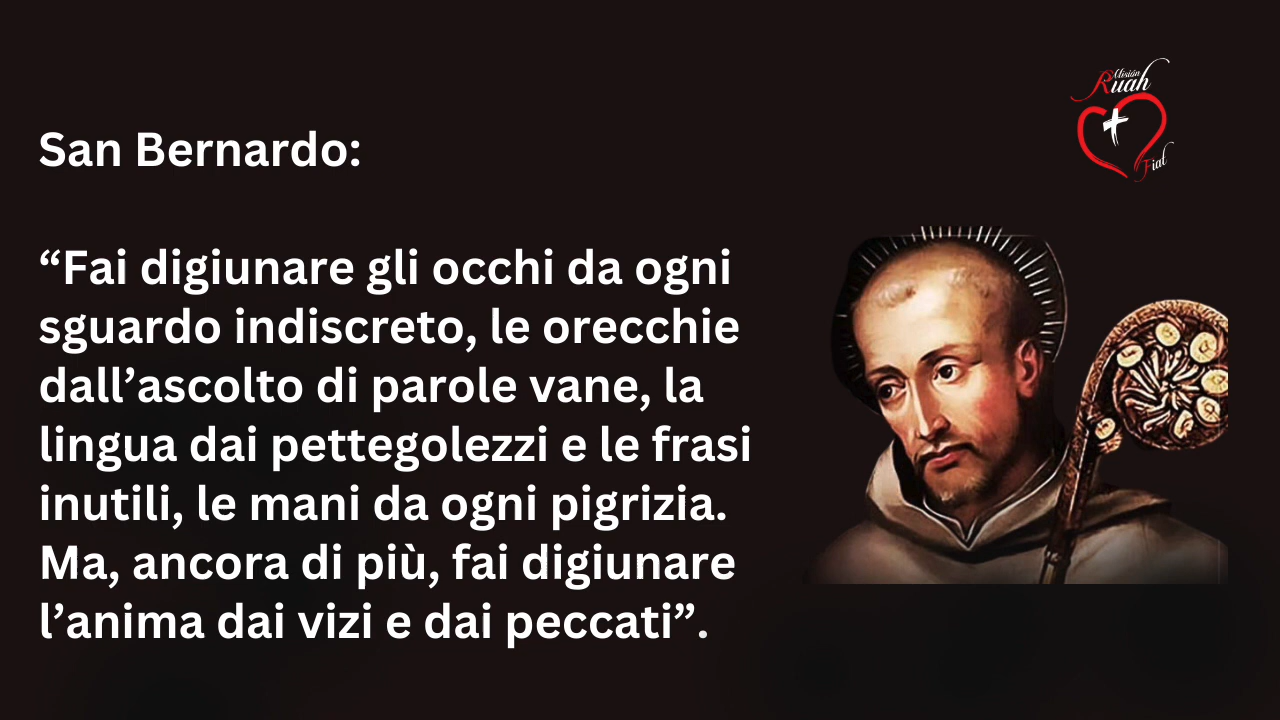 Misión
Ruah
Fiat
San Bernardo:
“Fai digiunare gli occhi da ogni
sguardo indiscreto, le orecchie
dall’ascolto di parole vane, la
lingua dai pettegolezzi e le frasi
inutili, le mani da ogni pigrizia.
Ma, ancora di più, fai digiunare
l’anima dai vizi e dai peccati”.